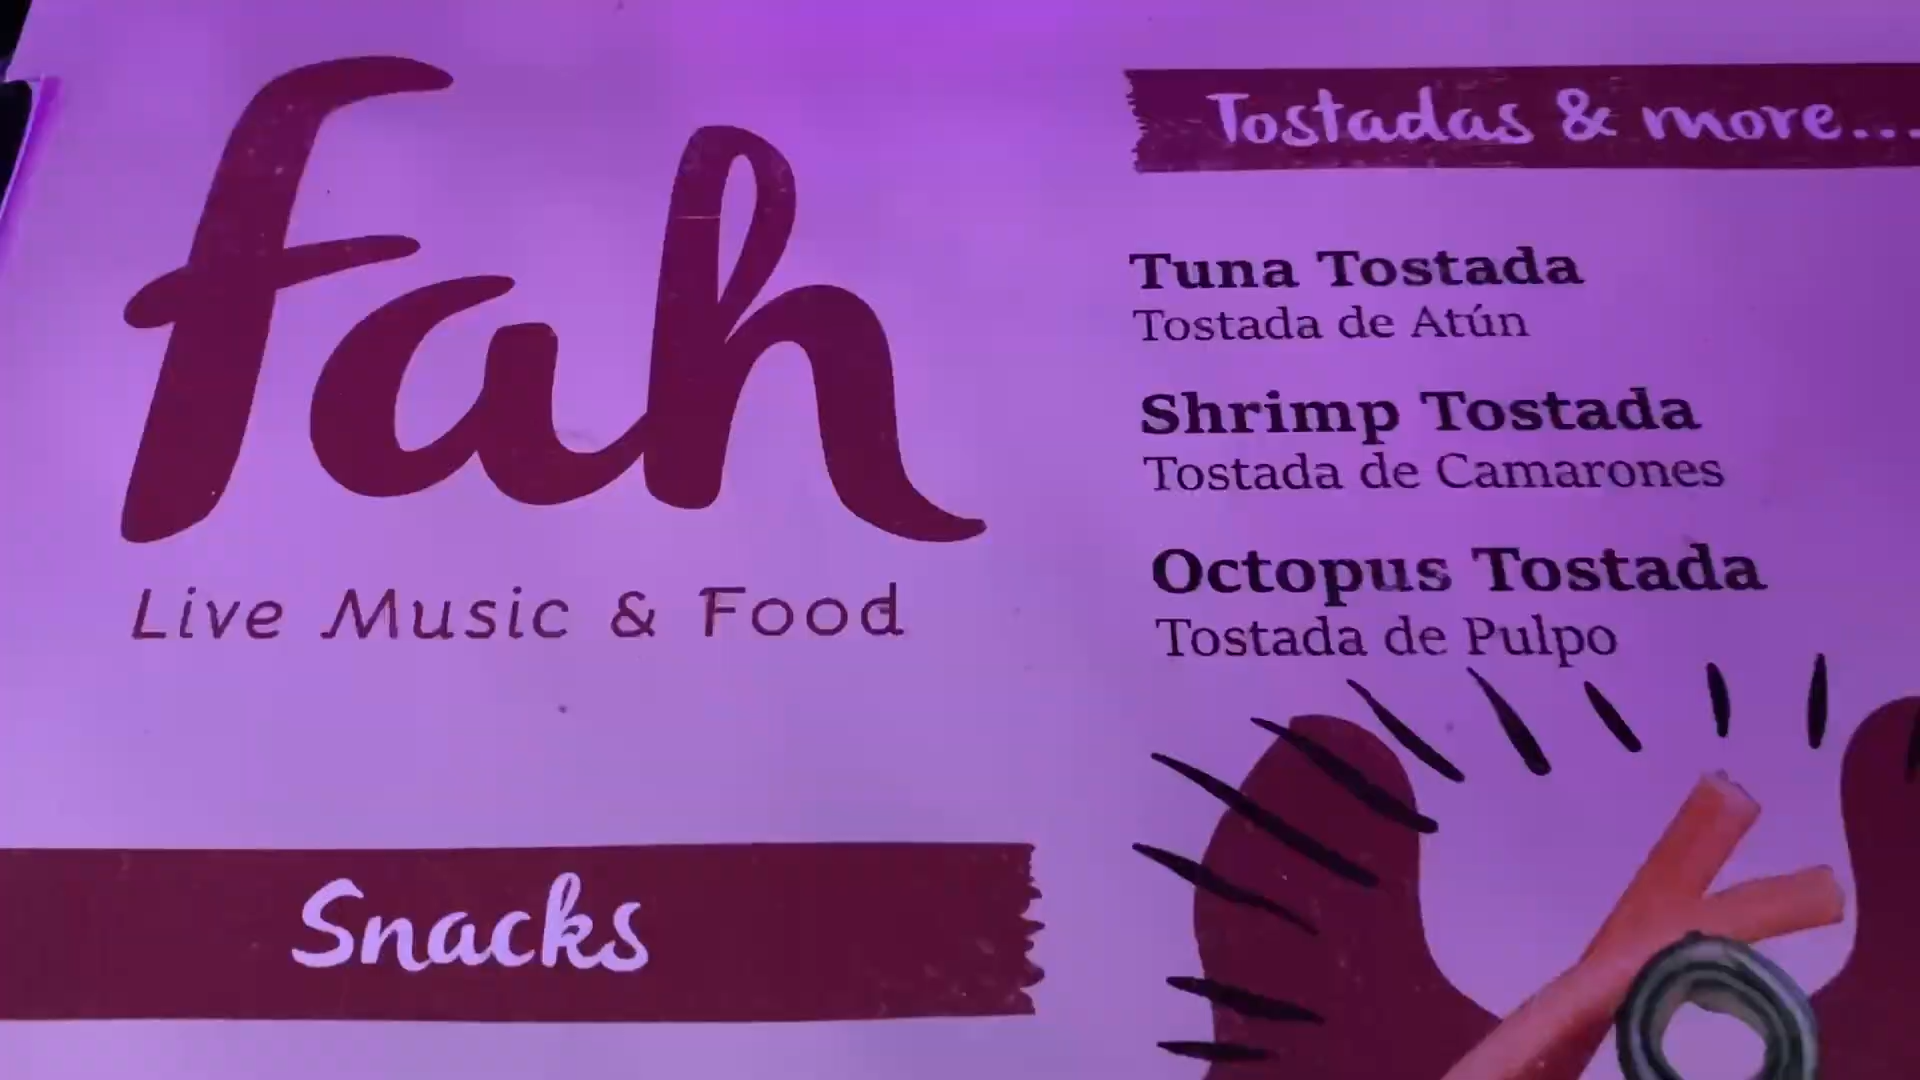 fah
Live Music & Food
Snacks
Tostadas & more...
Tuna Tostada
Tostada de Atún
Shrimp Tostada
Tostada de Camarones
Octopus Tostada
Tostada de Pulpo